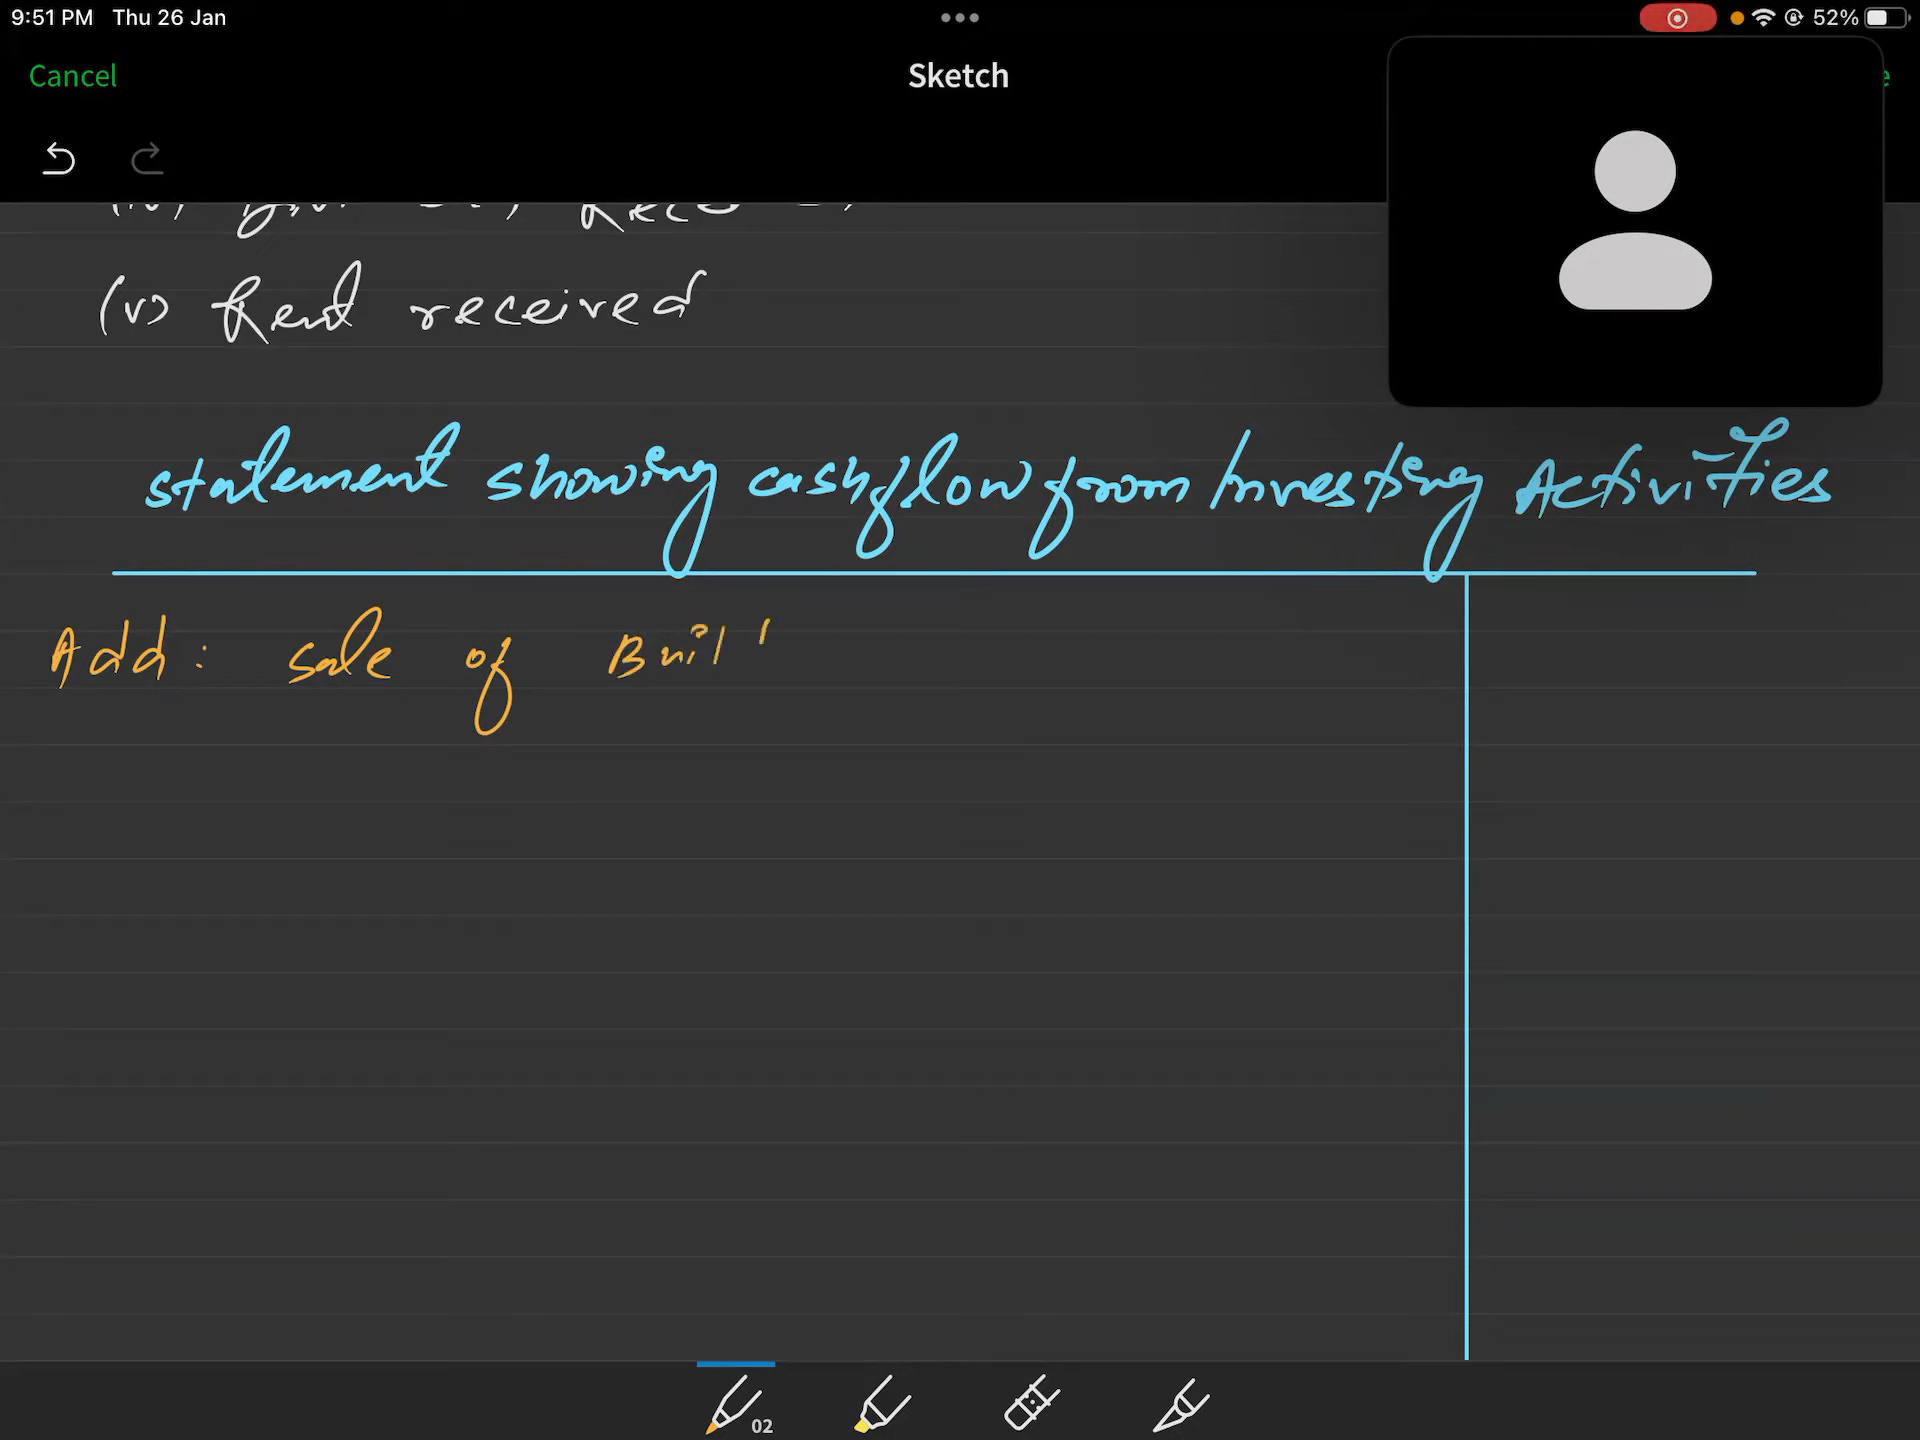 9:51 PM Thu 26 Jan 52%
Cancel Sketch
(v) Rent received
statement showing cashflow from Investing Activities
Add: sale of Buil
02